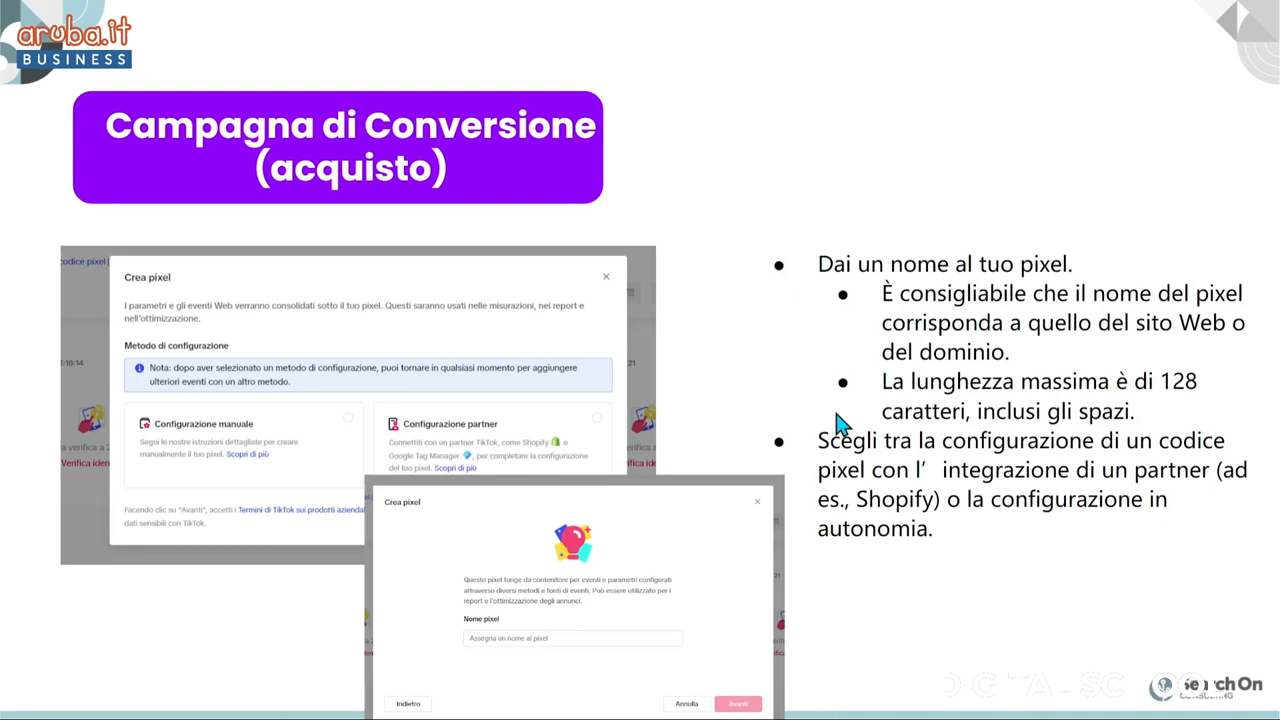 aruba.it
BUSINESS
Campagna di Conversione
(acquisto)
codice pixel
Crea pixel
I parametri e gli eventi Web verranno consolidati sotto il tuo pixel. Questi saranno usati nelle misurazioni, nei report e
nell'ottimizzazione.
Metodo di configurazione
Nota: dopo aver selezionato un metodo di configurazione, puoi tornare in qualsiasi momento per aggiungere
ulteriori eventi con un altro metodo.
Configurazione manuale
Segui le nostre istruzioni dettagliate per creare
manualmente il tuo pixel. Scopri di più
Configurazione partner
Connettiti con un partner TikTok, come Shopify e
Google Tag Manager, per completare la configurazione
del tuo pixel. Scopri di più
Facendo clic su "Avanti", accetti i Termini di TikTok sui prodotti
dati sensibili con TikTok.
Crea pixel
Questo pixel funge da contenitore per eventi e parametri configurati
attraverso diversi metodi e fonti di eventi. Può essere utilizzato per i
report e l'ottimizzazione degli annunci.
Nome pixel
Assegna un nome al pixel
Indietro
Annulla
Avanti
● Dai un nome al tuo pixel.
● È consigliabile che il nome del pixel
corrisponda a quello del sito Web o
del dominio.
● La lunghezza massima è di 128
caratteri, inclusi gli spazi.
● Scegli tra la configurazione di un codice
pixel con l' integrazione di un partner (ad
es., Shopify) o la configurazione in
autonomia.
SearchOn
CONSULTING